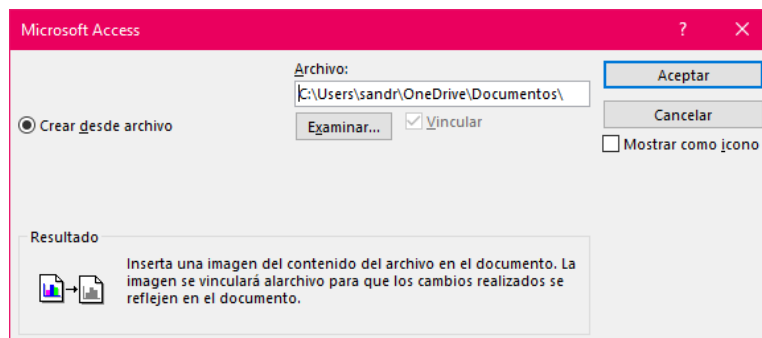 Microsoft Access
?
Archivo:
C:\Users\sandr\OneDrive\Documentos\
Aceptar
Crear desde archivo
Examinar...
Vincular
Cancelar
Mostrar como icono
Resultado
Inserta una imagen del contenido del archivo en el documento. La
imagen se vinculará alarchivo para que los cambios realizados se
reflejen en el documento.